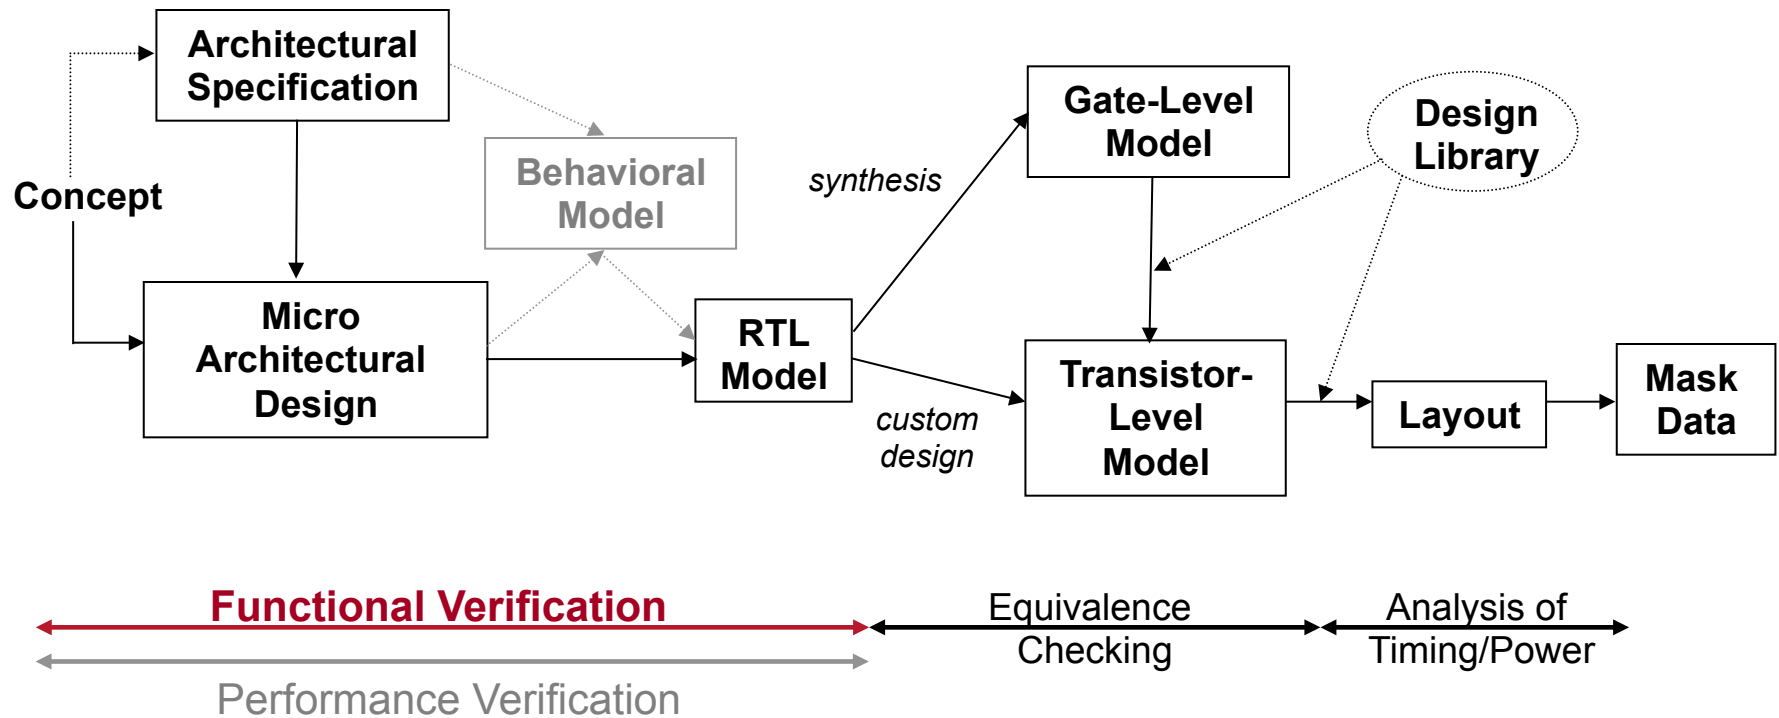 Architectural
Specification
Concept
Micro
Architectural
Design
Behavioral
Model
RTL
Model
synthesis
custom
design
Gate-Level
Model
Design
Library
Transistor-
Level
Model
Layout
Mask
Data
Functional Verification
Performance Verification
Equivalence
Checking
Analysis of
Timing/Power